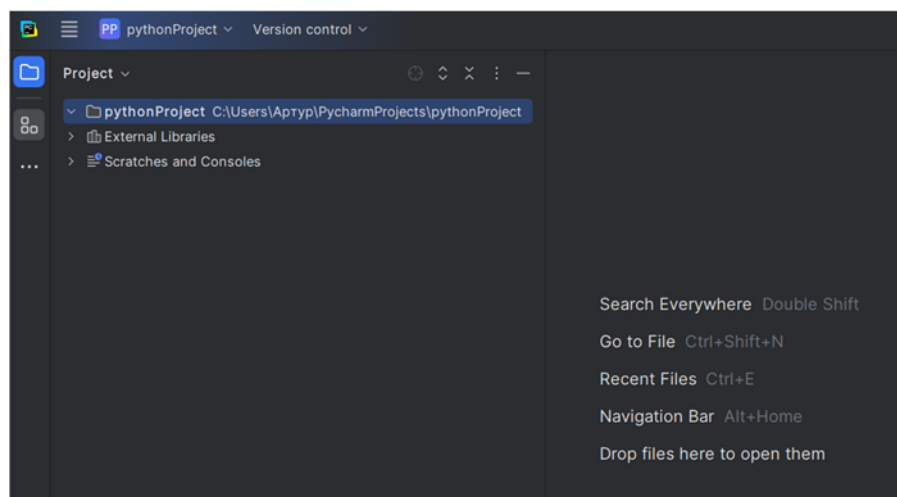 PC
PP pythonProject Version control
Project
pythonProject C:\Users\Артур\PycharmProjects\pythonProject
External Libraries
Scratches and Consoles
Search Everywhere Double Shift
Go to File Ctrl+Shift+N
Recent Files Ctrl+E
Navigation Bar Alt+Home
Drop files here to open them